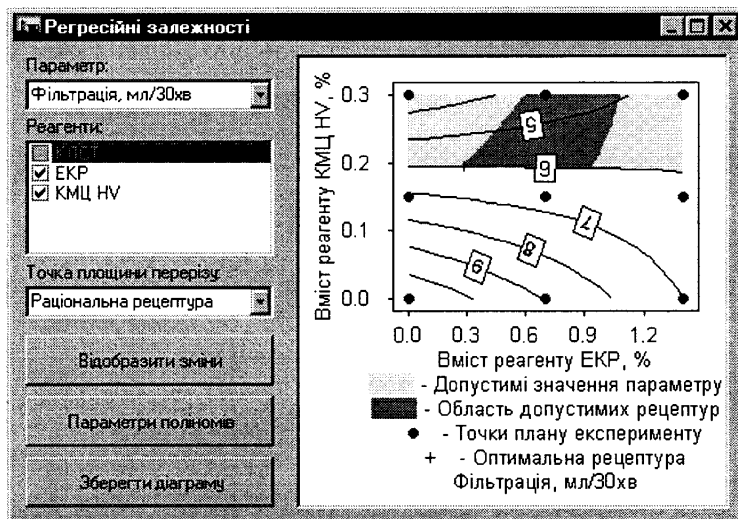 Регресійні залежності
Параметр:
Фільтрація, мл/30хв
Реагенти:
ЕКР
КМЦ HV
Точка площини перерізу:
Раціональна рецептура
Відобразити зміни
Параметри поліномів
Зберегти діаграму
Вміст реагенту КМЦ HV, %
0.3
0.2
0.1
0.0
5
6
7
8
9
0.0 0.3 0.6 0.9 1.2
Вміст реагенту ЕКР, %
- Допустимі значення параметру
- Область допустимих рецептур
- Точки плану експерименту
+ - Оптимальна рецептура
Фільтрація, мл/30хв